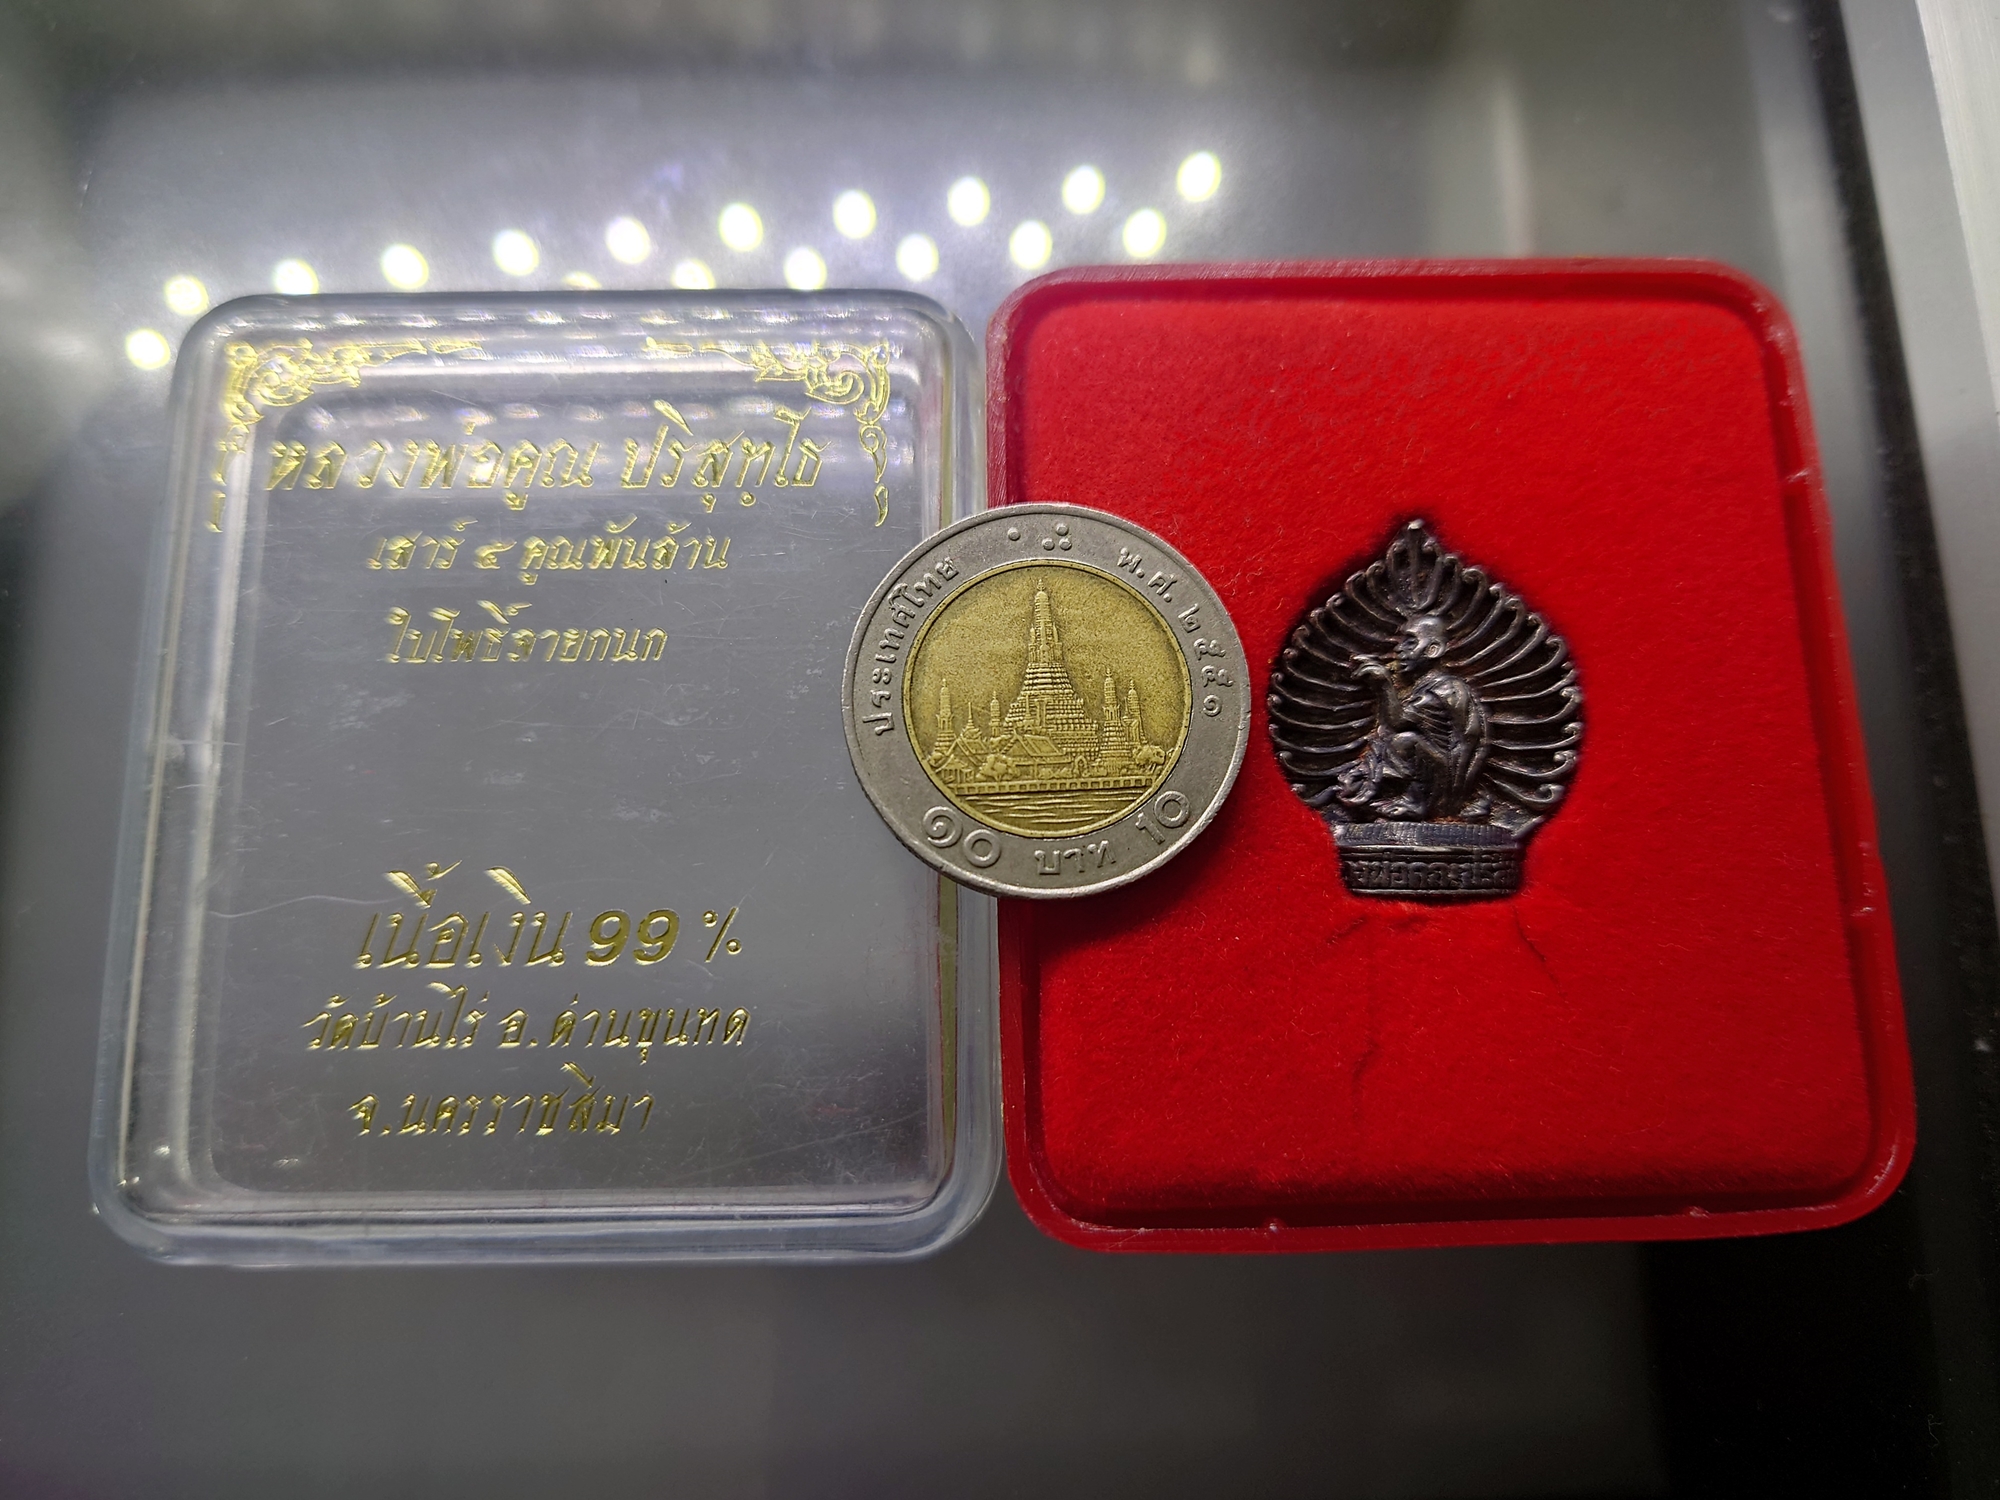 หลวงพ่อคูณ ปริสุทฺโธ
เสาร์ ๕ คูณพันล้าน
ใบโพธิ์ลายกนก
เนื้อเงิน 99 %
วัดบ้านไร่ อ.ด่านขุนทด
จ.นครราชสีมา
ประเทศไทย พ.ศ. ๒๕๕๑
๑๐ บาท 10